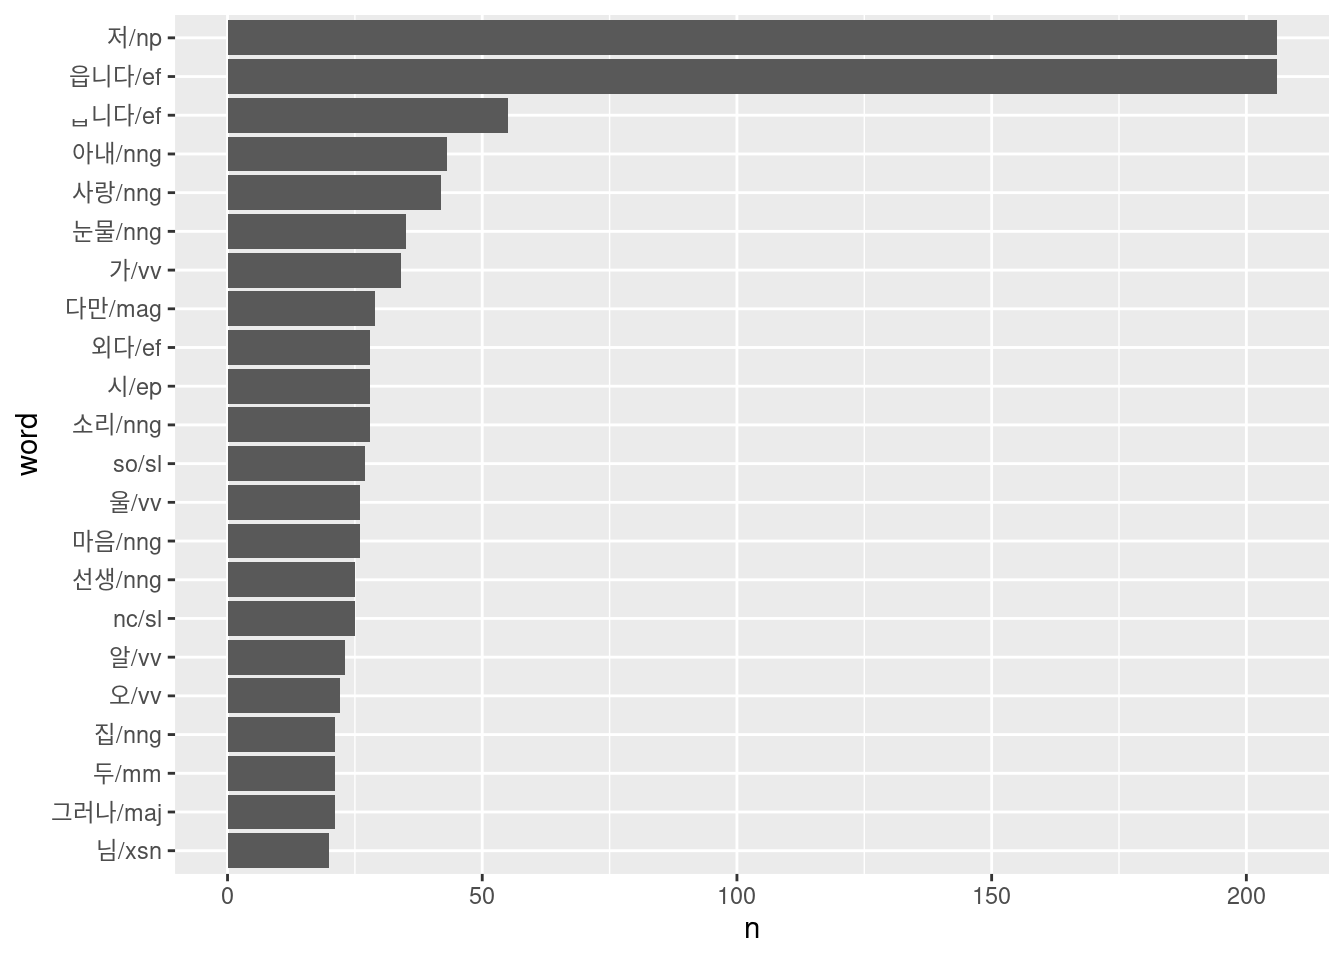 저/np
읍니다/ef
ᆸ니다/ef
아내/nng
사랑/nng
눈물/nng
가/vv
다만/mag
외다/ef
시/ep
소리/nng
so/sl
울/vv
마음/nng
선생/nng
nc/sl
알/vv
오/vv
집/nng
두/mm
그러나/maj
님/xsn
word
0 50 100 150 200
n